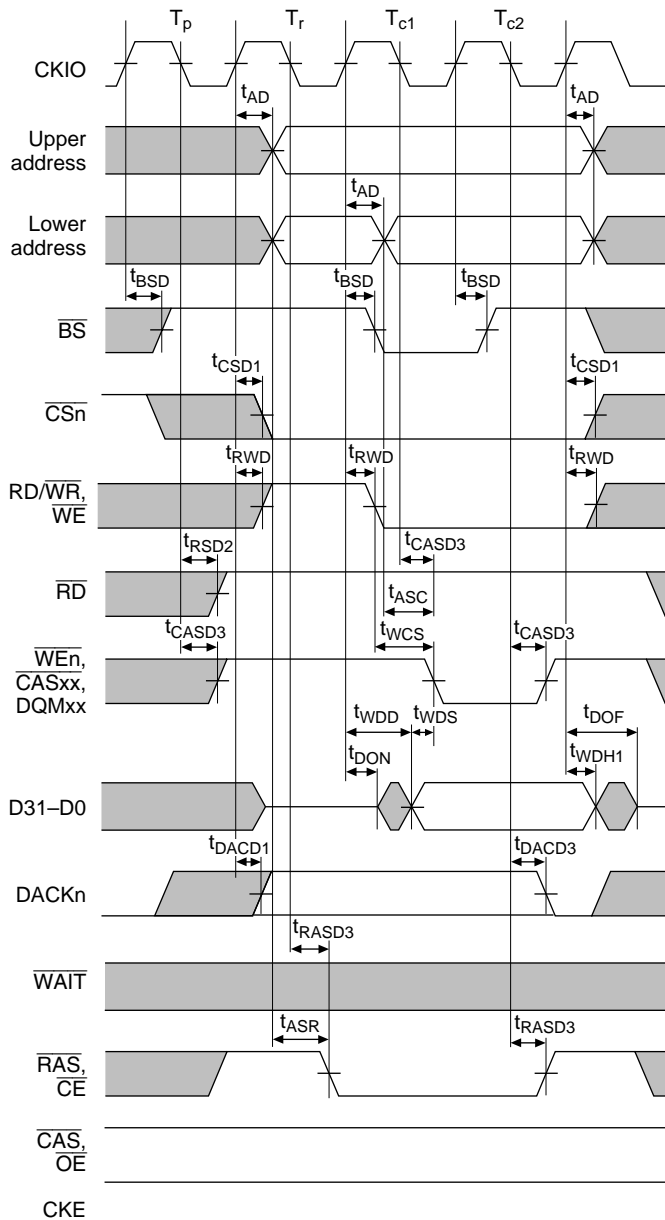 Tp Tr Tc1 Tc2
CKIO
tAD tAD
Upper
address
tAD
Lower
address
tBSD tBSD tBSD
BS
tCSD1 tCSD1
CSn
tRWD tRWD tRWD
RD/WR,
WE
tRSD2 tCASD3
RD
tASC
tCASD3 tWCS tCASD3
WEn,
CASxx,
DQMxx
tWDD tWDS tDOF
tDON tWDH1
D31–D0
tDACD1 tDACD3
DACKn
tRASD3
WAIT
tASR tRASD3
RAS,
CE
CAS,
OE
CKE